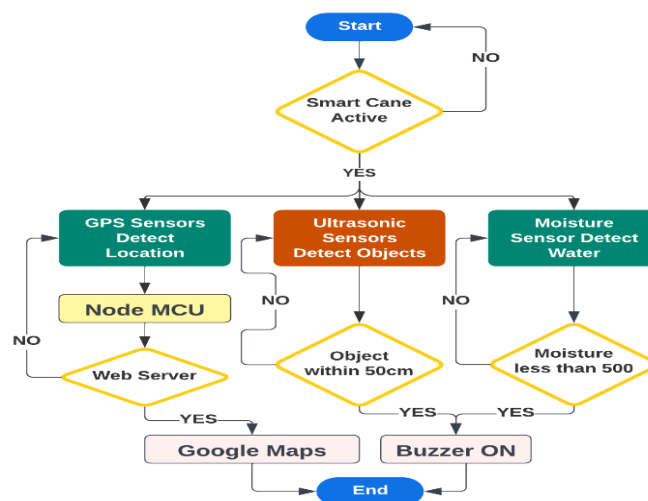 Start
NO
Smart Cane
Active
YES
GPS Sensors
Detect
Location
Ultrasonic
Sensors
Detect Objects
Moisture
Sensor Detect
Water
Node MCU
NO
NO
NO
Web Server
Object
within 50cm
Moisture
less than 500
YES
YES
YES
Google Maps
Buzzer ON
End